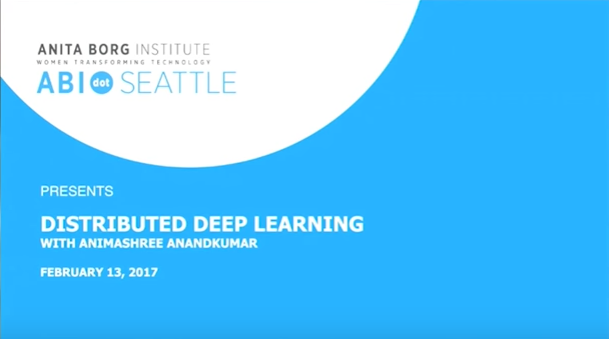 ANITA BORG INSTITUTE
WOMEN TRANSFORMING TECHNOLOGY
ABI dot SEATTLE
PRESENTS
DISTRIBUTED DEEP LEARNING
WITH ANIMASHREE ANANDKUMAR
FEBRUARY 13, 2017